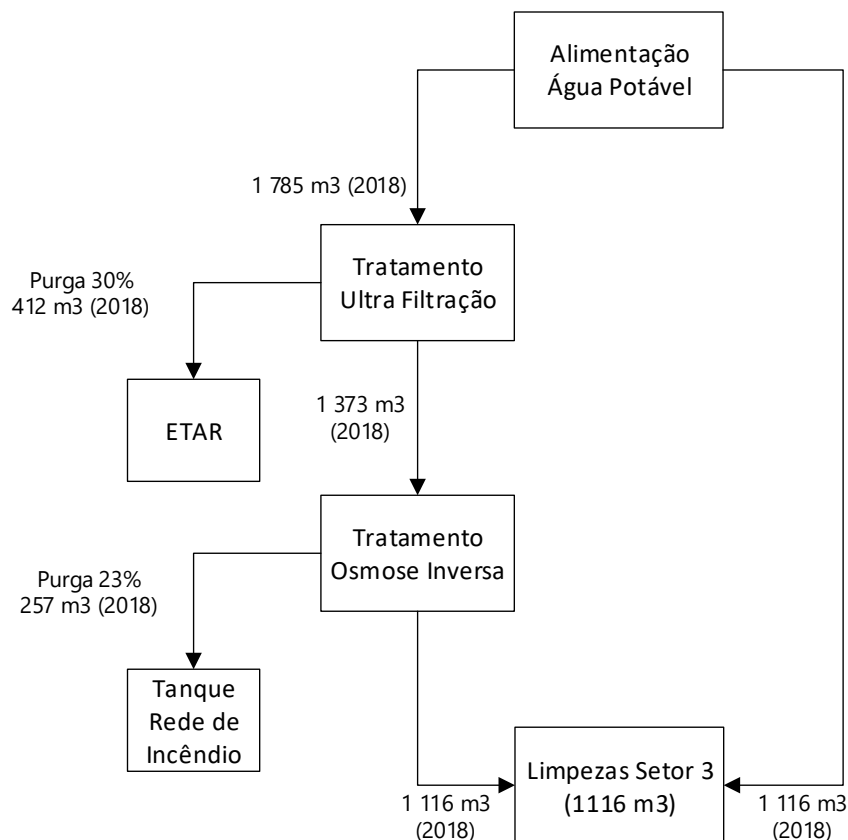 Alimentação
Água Potável
1 785 m3 (2018)
Tratamento
Ultra Filtração
Purga 30%
412 m3 (2018)
ETAR
1 373 m3
(2018)
Tratamento
Osmose Inversa
Purga 23%
257 m3 (2018)
Tanque
Rede de
Incêndio
Limpezas Setor 3
(1116 m3)
1 116 m3
(2018)
1 116 m3
(2018)